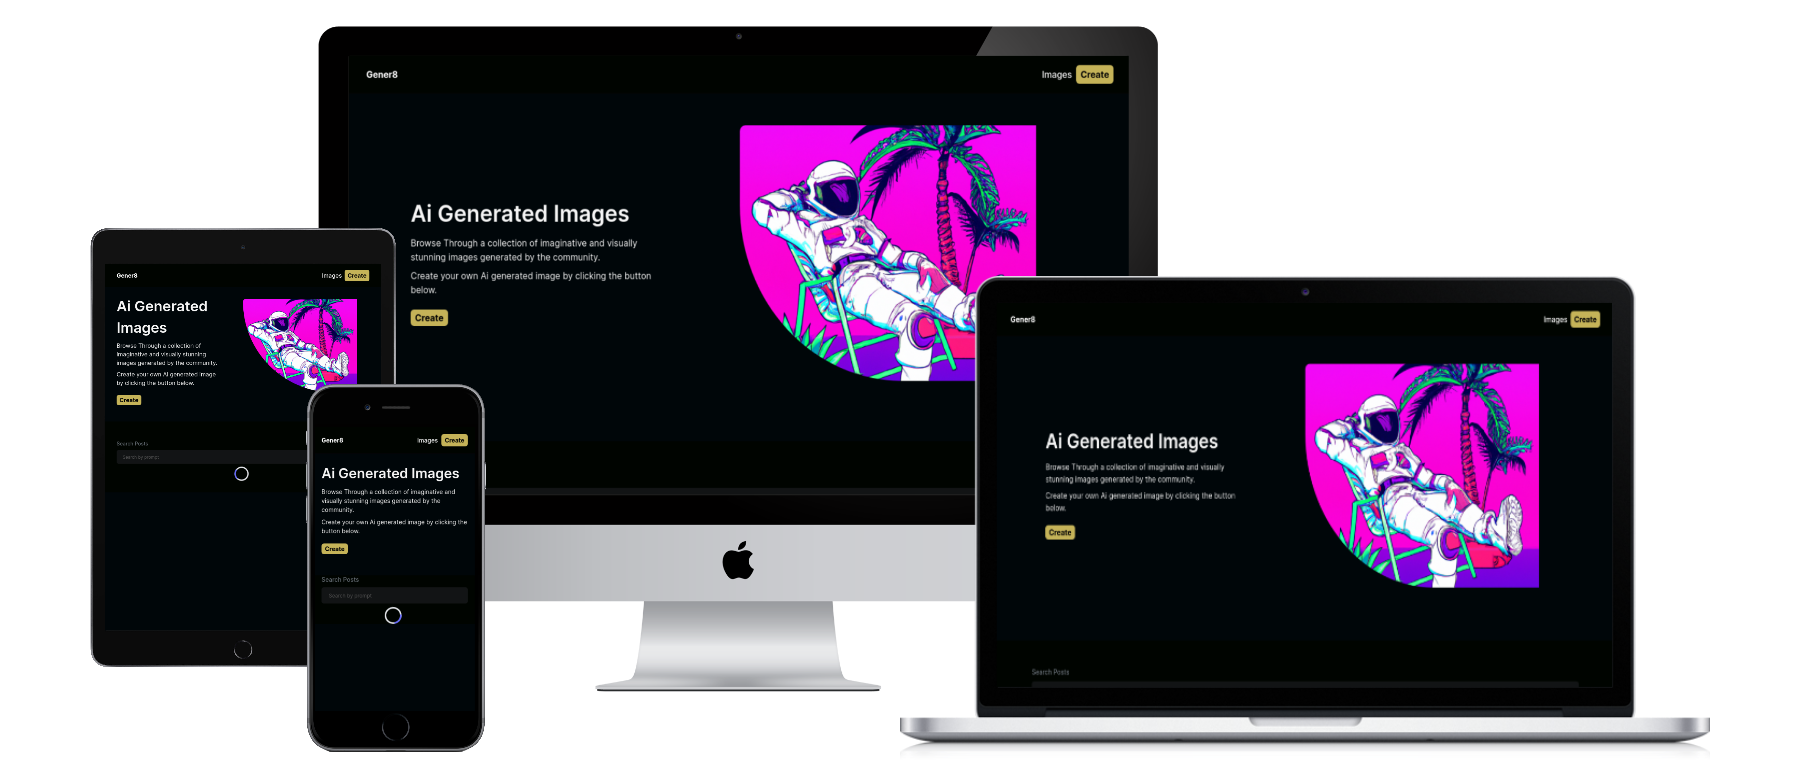 Gener8
Images Create
Ai Generated Images
Browse Through a collection of imaginative and visually
stunning images generated by the community.
Create your own Ai generated image by clicking the button
below.
Create
Gener8
Images Create
Ai Generated
Images
Browse Through a collection of
imaginative and visually stunning
images generated by the community.
Create your own Ai generated image
by clicking the button below.
Create
Search Posts
Search by prompt
Gener8
Images Create
Ai Generated Images
Browse Through a collection of imaginative and
visually stunning images generated by the
community.
Create your own Ai generated image by clicking the
button below.
Create
Search Posts
Search by prompt
Gener8
Images Create
Ai Generated Images
Browse Through a collection of imaginative and visually
stunning images generated by the community.
Create your own Ai generated image by clicking the button
below.
Create
Search Posts